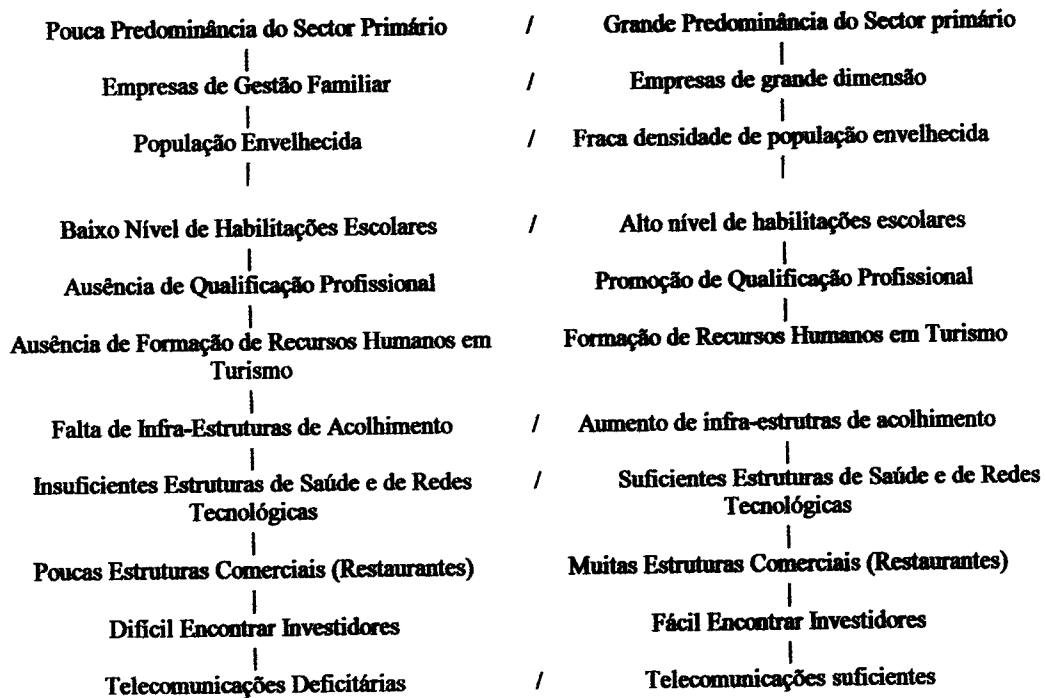 Pouca Predominância do Sector Primário / Grande Predominância do Sector primário
Empresas de Gestão Familiar / Empresas de grande dimensão
População Envelhecida / Fraca densidade de população envelhecida
Baixo Nível de Habilitações Escolares / Alto nível de habilitações escolares
Ausência de Qualificação Profissional Promoção de Qualificação Profissional
Ausência de Formação de Recursos Humanos em Formação de Recursos Humanos em Turismo
Turismo
Falta de Infra-Estruturas de Acolhimento / Aumento de infra-estrutras de acolhimento
Insuficientes Estruturas de Saúde e de Redes / Suficientes Estruturas de Saúde e de Redes
Tecnológicas Tecnológicas
Poucas Estruturas Comerciais (Restaurantes) Muitas Estruturas Comerciais (Restaurantes)
Difícil Encontrar Investidores Fácil Encontrar Investidores
Telecomunicações Deficitárias / Telecomunicações suficientes